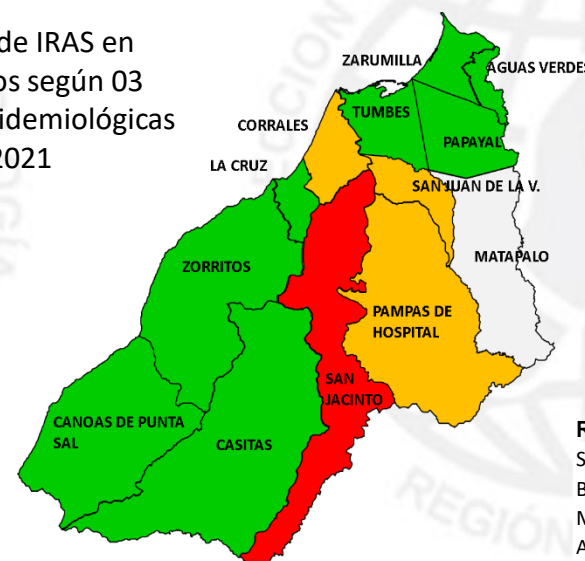 de IRAS en
os según 03
idemiológicas
2021
ZARUMILLA
AGUAS VERDES
TUMBES
CORRALES
PAPAYAL
LA CRUZ
SAN JUAN DE LA V.
MATAPALO
ZORRITOS
PAMPAS DE
HOSPITAL
SAN
JACINTO
CANOAS DE PUNTA
SAL
CASITAS
R
S
B
M
A
REGIÓN